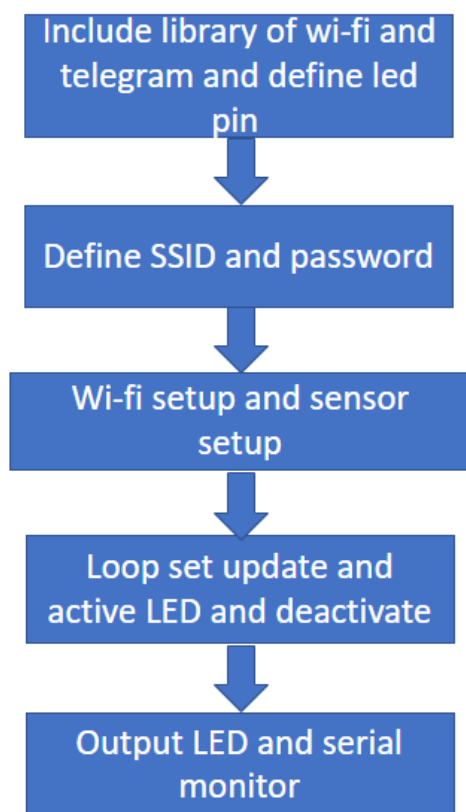 Include library of wi-fi and
telegram and define led
pin
Define SSID and password
Wi-fi setup and sensor
setup
Loop set update and
active LED and deactivate
Output LED and serial
monitor